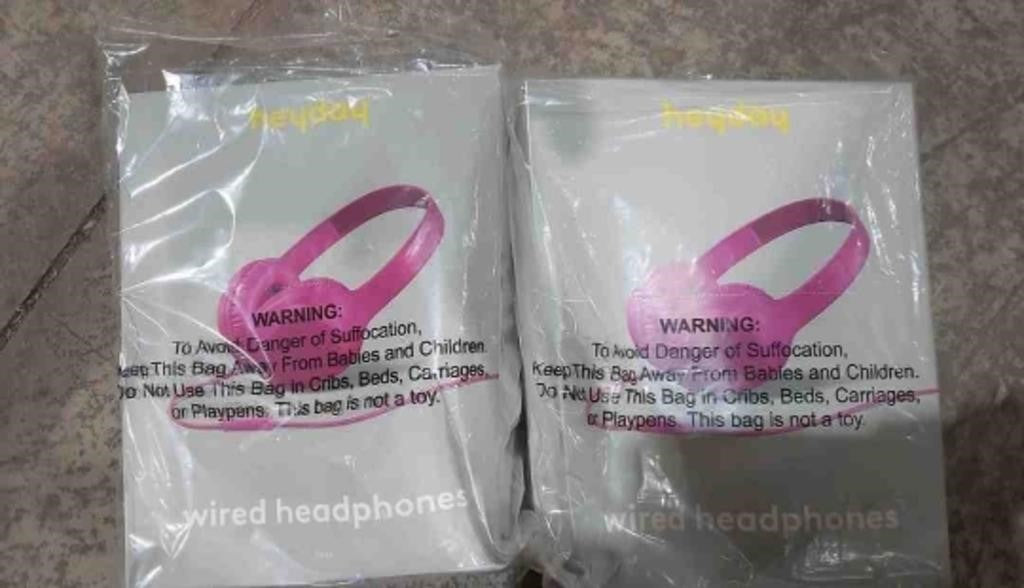 heyday
WARNING:
To Avoid Danger of Suffocation,
Keep This Bag Away From Babies and Children.
Do Not Use This Bag in Cribs, Beds, Carriages,
or Playpens. This bag is not a toy.
wired headphones
heyday
WARNING:
To Avoid Danger of Suffocation,
Keep This Bag Away From Babies and Children.
Do Not Use This Bag in Cribs, Beds, Carriages,
or Playpens. This bag is not a toy.
wired headphones